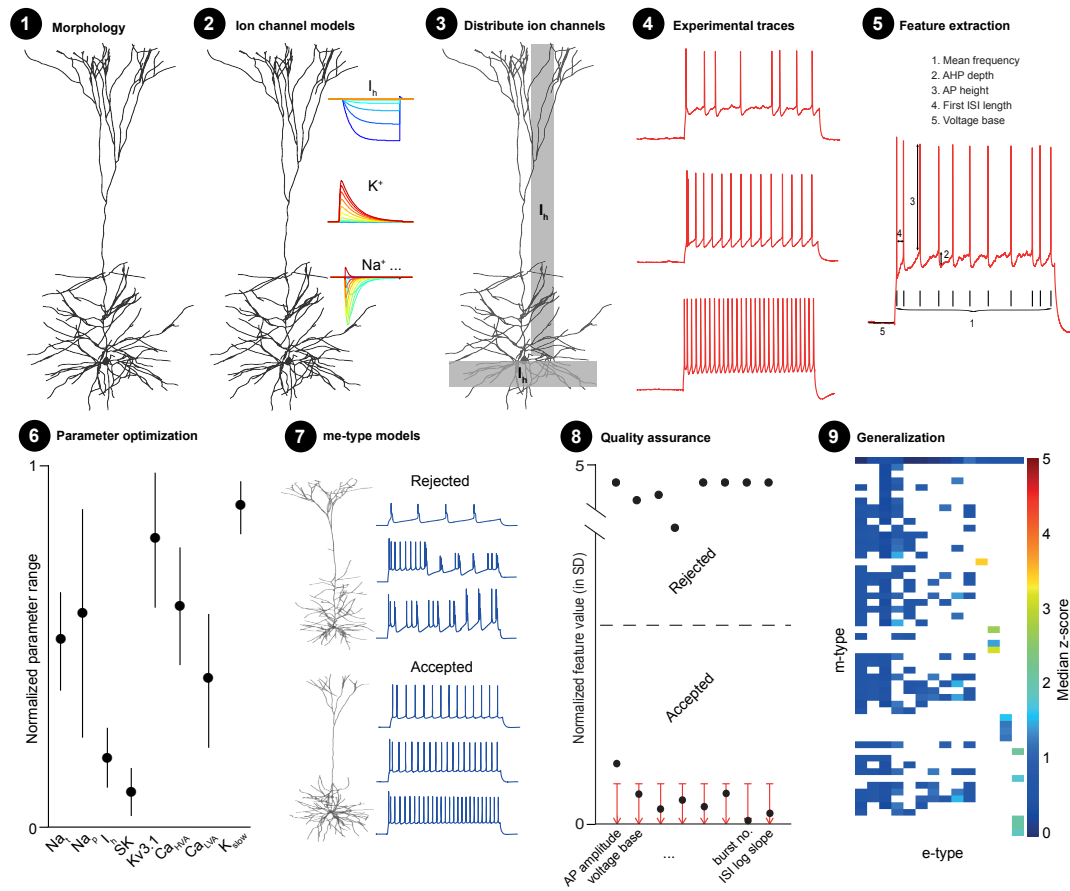 1 Morphology
2 Ion channel models
Iₕ
K⁺
Na⁺ ...
3 Distribute ion channels
Iₕ
Iₕ
4 Experimental traces
5 Feature extraction
1. Mean frequency
2. AHP depth
3. AP height
4. First ISI length
5. Voltage base
3
4
2
5
1
6 Parameter optimization
Normalized parameter range
1
0
Naₜ
Naₚ
Iₕ
SK
Kv3.1
Ca_HVA
Ca_LVA
K_slow
7 me-type models
Rejected
Accepted
8 Quality assurance
Normalized feature value (in SD)
5
0
Rejected
Accepted
AP amplitude
voltage base
...
burst no.
ISI log slope
9 Generalization
m-type
e-type
5
4
3
2
1
0
Median z-score